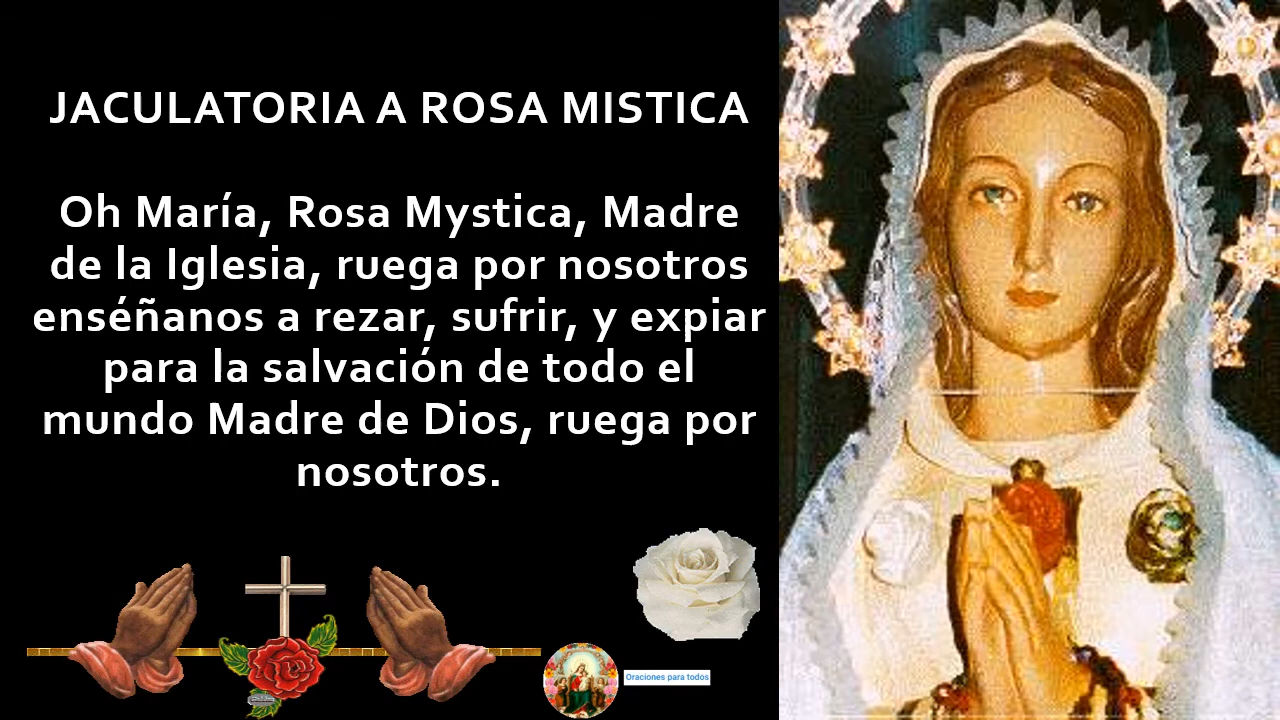 JACULATORIA A ROSA MISTICA
Oh María, Rosa Mystica, Madre
de la Iglesia, ruega por nosotros
enséñanos a rezar, sufrir, y expiar
para la salvación de todo el
mundo Madre de Dios, ruega por
nosotros.
Oraciones para todos